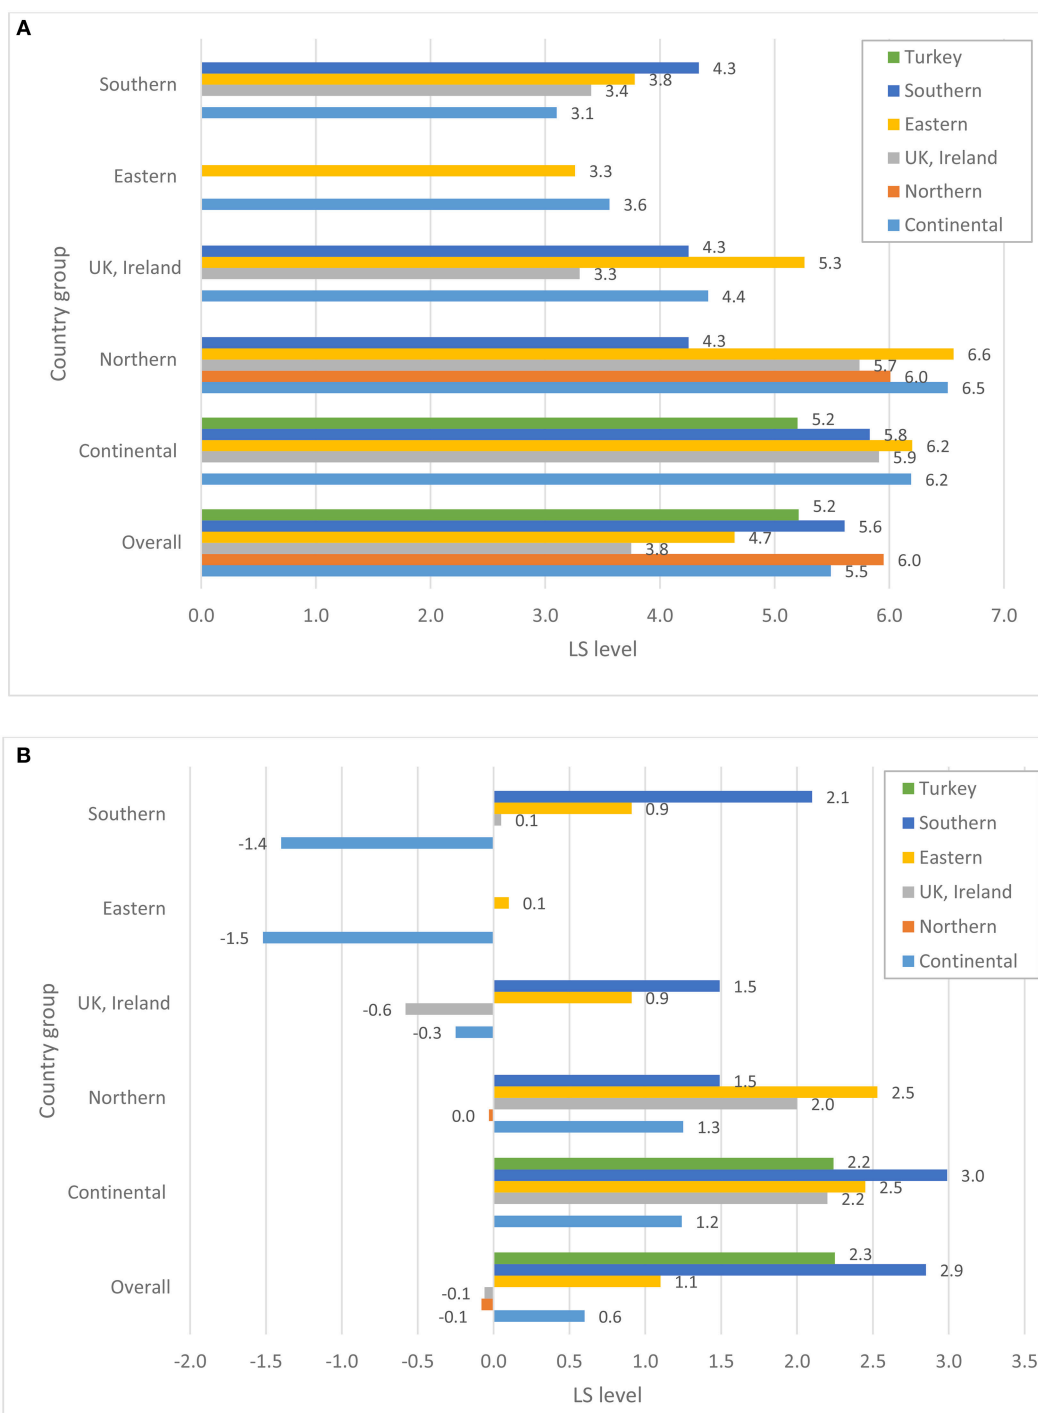 A
Turkey
Southern
Eastern
UK, Ireland
Northern
Continental
Country group
Southern
4.3
3.8
3.4
3.1
Eastern
3.3
3.6
UK, Ireland
4.3
5.3
3.3
4.4
Northern
4.3
6.6
5.7
6.0
6.5
Continental
5.2
5.8
6.2
5.9
6.2
Overall
5.2
5.6
4.7
3.8
6.0
5.5
0.0 1.0 2.0 3.0 4.0 5.0 6.0 7.0
LS level
B
Turkey
Southern
Eastern
UK, Ireland
Northern
Continental
Country group
Southern
2.1
0.9
0.1
-1.4
Eastern
0.1
-1.5
UK, Ireland
1.5
0.9
-0.6
-0.3
Northern
1.5
2.5
2.0
0.0
1.3
Continental
2.2
3.0
2.5
2.2
1.2
Overall
2.3
2.9
1.1
-0.1
-0.1
0.6
-2.0 -1.5 -1.0 -0.5 0.0 0.5 1.0 1.5 2.0 2.5 3.0 3.5
LS level